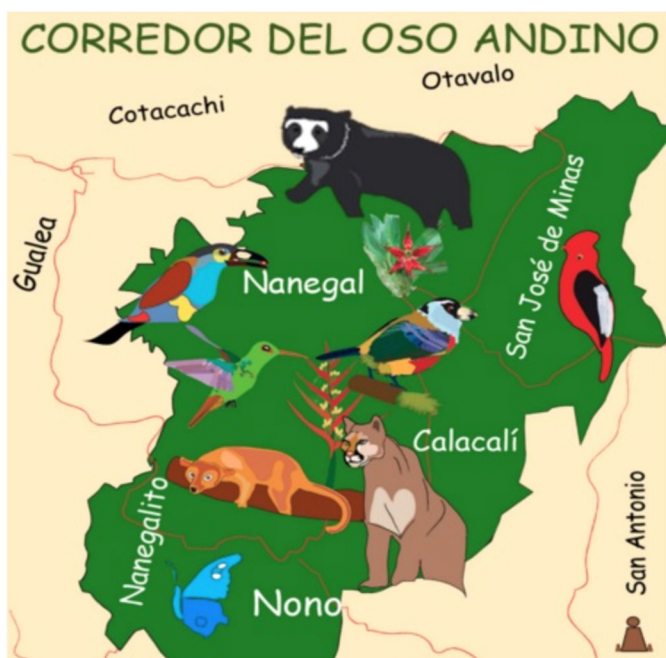 CORREDOR DEL OSO ANDINO
Otavalo
Cotacachi
Gualea
San José de Minas
Nanegal
Calacalí
Nanegalito
San Antonio
Nono